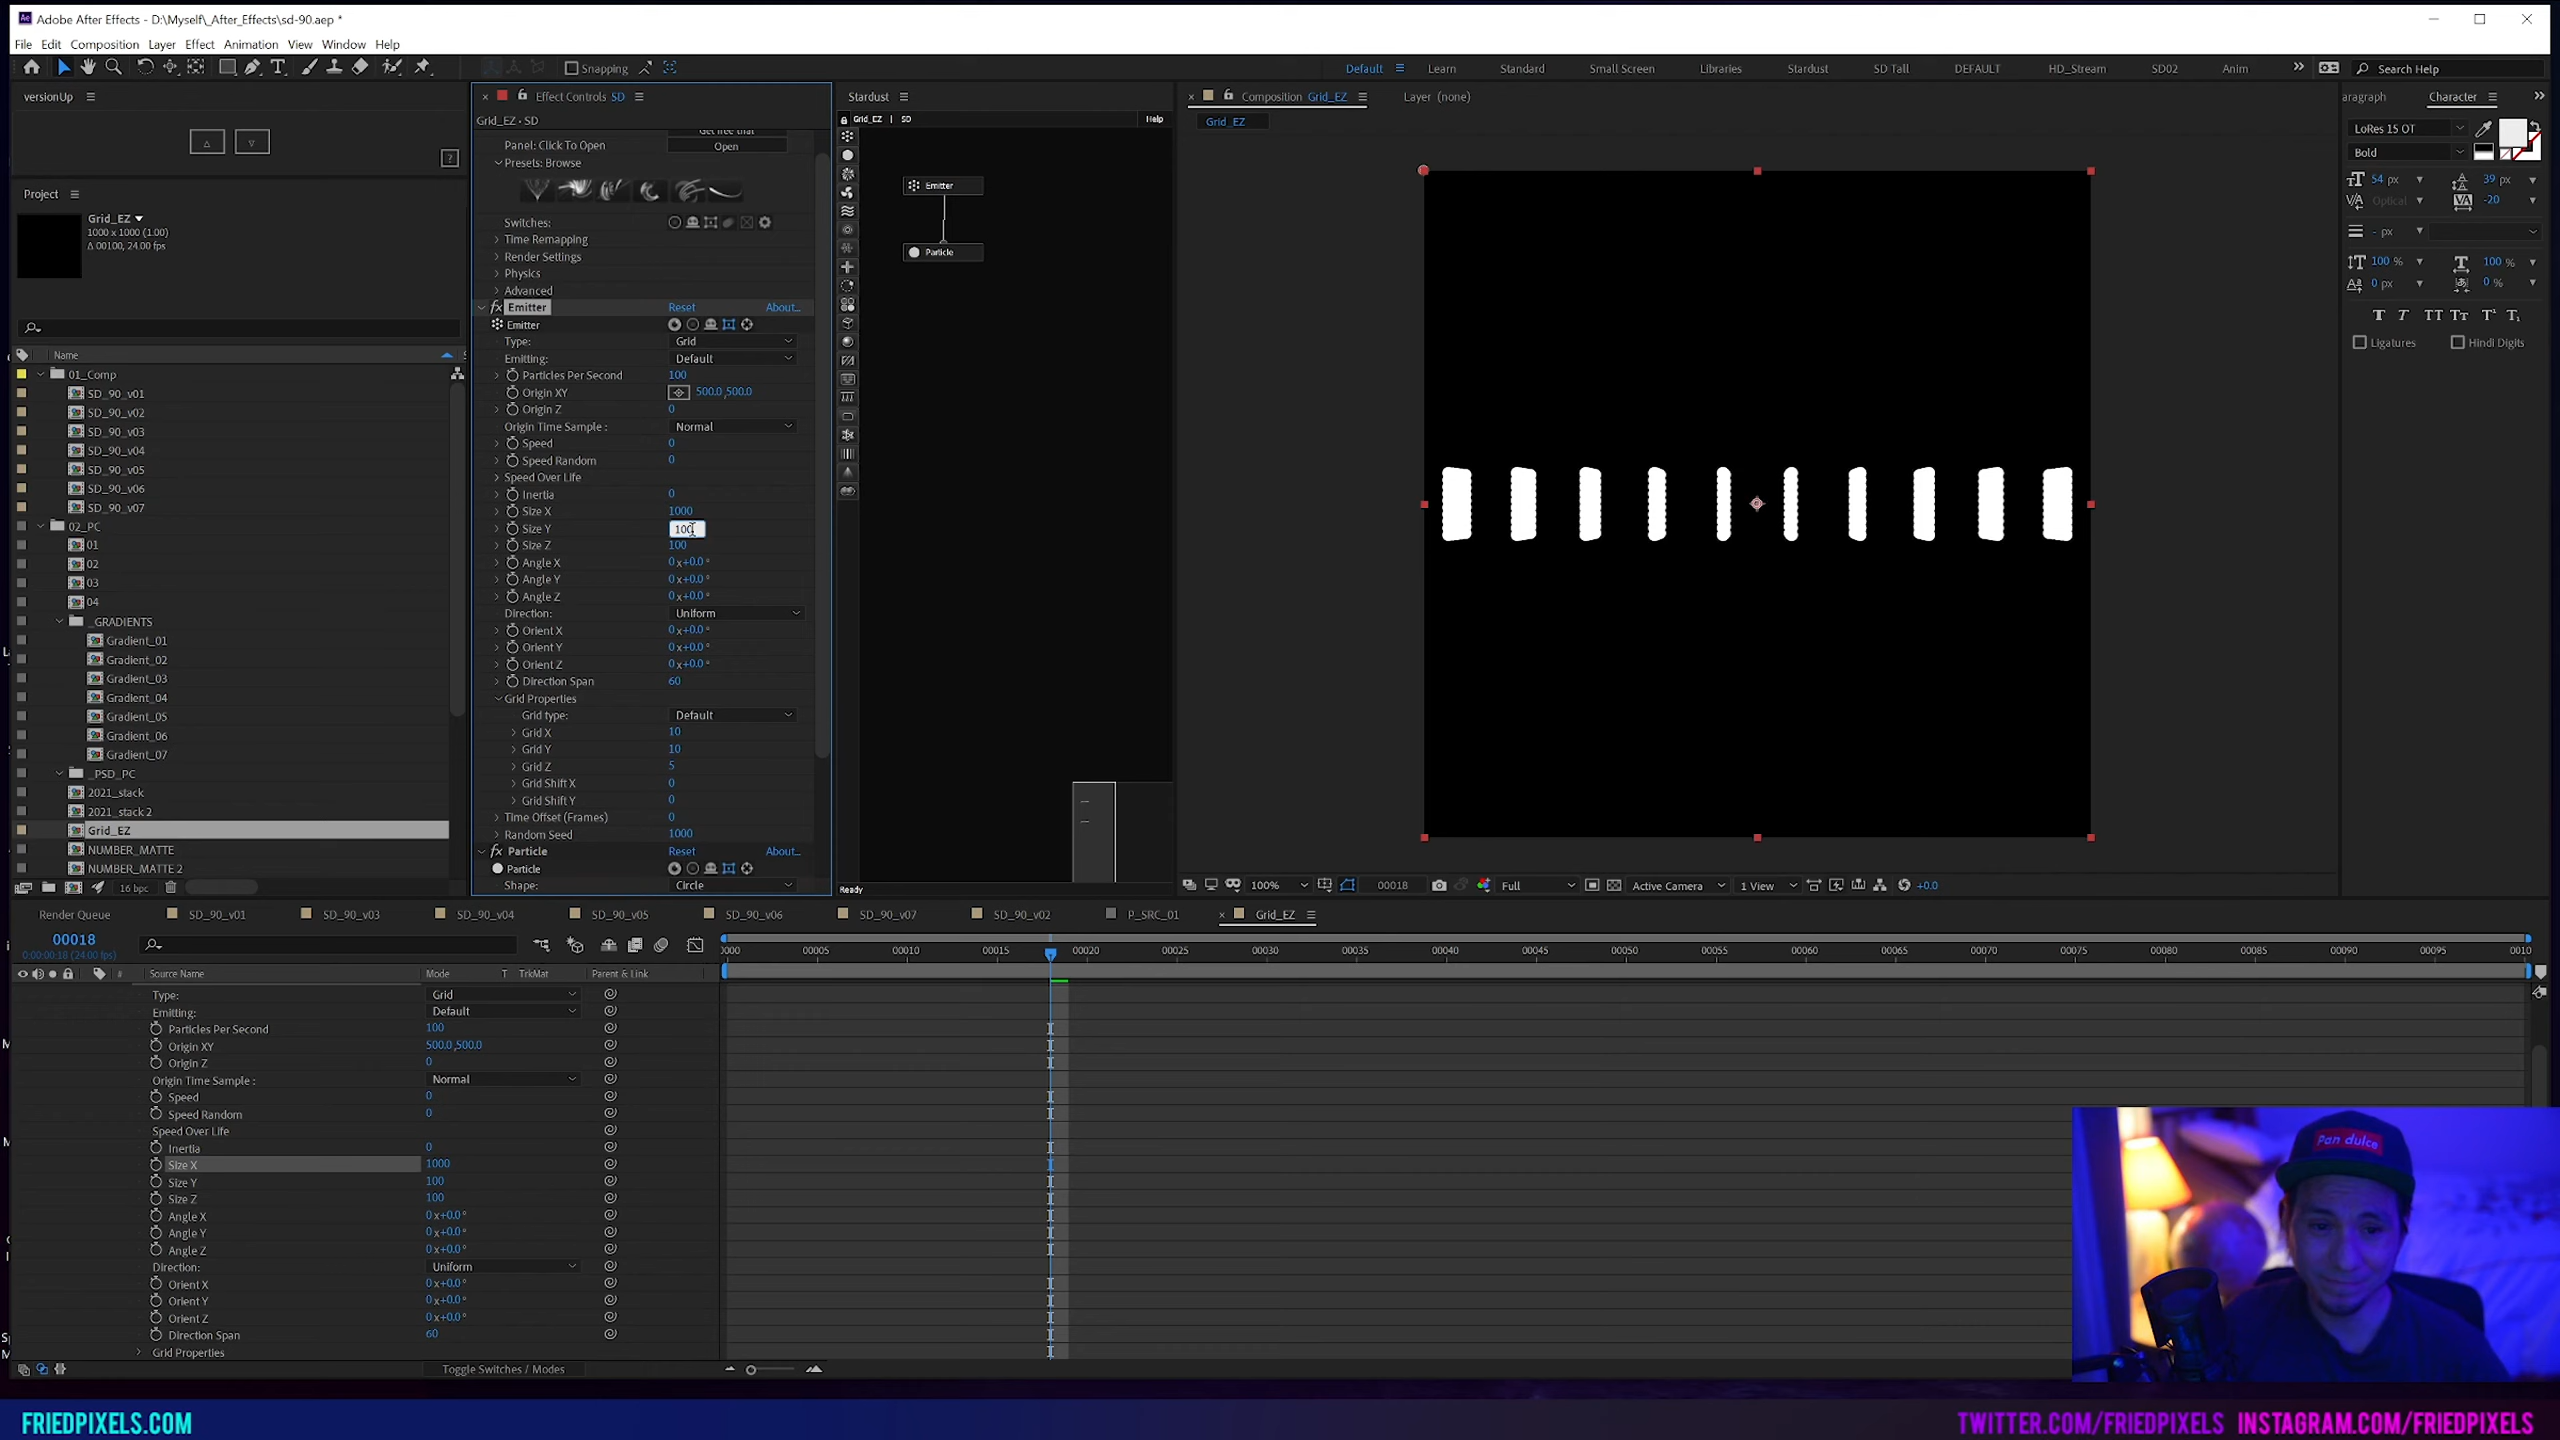 Adobe After Effects - D:\Myself\_After_Effects\sd-90.aep *
File Edit Composition Layer Effect Animation View Window Help
Snapping
Default Learn Standard Small Screen Libraries Stardust SD Tall DEFAULT HD_Stream SD02 Anim Search Help
versionUp
Project
Grid_EZ
1000 x 1000 (1.00)
Δ 00100, 24.00 fps
Name
01_Comp
SD_90_v01
SD_90_v02
SD_90_v03
SD_90_v04
SD_90_v05
SD_90_v06
SD_90_v07
02_PC
01
02
03
04
_GRADIENTS
Gradient_01
Gradient_02
Gradient_03
Gradient_04
Gradient_05
Gradient_06
Gradient_07
_PSD_PC
2021_stack
2021_stack 2
Grid_EZ
NUMBER_MATTE
NUMBER_MATTE 2
16 bpc
Effect Controls SD
Grid_EZ • SD
Get free trial
Panel: Click To Open Open
Presets: Browse
Switches:
Time Remapping
Render Settings
Physics
Advanced
fx Emitter Reset About...
Emitter
Type: Grid
Emitting: Default
Particles Per Second 100
Origin XY 500.0,500.0
Origin Z 0
Origin Time Sample : Normal
Speed 0
Speed Random 0
Speed Over Life
Inertia 0
Size X 1000
Size Y 100
Size Z 100
Angle X 0 x+0.0 °
Angle Y 0 x+0.0 °
Angle Z 0 x+0.0 °
Direction: Uniform
Orient X 0 x+0.0 °
Orient Y 0 x+0.0 °
Orient Z 0 x+0.0 °
Direction Span 60
Grid Properties
Grid type: Default
Grid X 10
Grid Y 10
Grid Z 5
Grid Shift X 0
Grid Shift Y 0
Time Offset (Frames) 0
Random Seed 1000
fx Particle Reset About...
Particle
Shape: Circle
Stardust
Grid_EZ | SD Help
Emitter
Particle
Ready
Composition Grid_EZ Layer (none)
Grid_EZ
100% 00018 Full Active Camera 1 View +0.0
aragraph Character
LoRes 15 OT
Bold
54 px 39 px
Optical -20
- px
100 % 100 %
0 px 0 %
T T TT Tт T¹ T₁
Ligatures Hindi Digits
Render Queue SD_90_v01 SD_90_v03 SD_90_v04 SD_90_v05 SD_90_v06 SD_90_v07 SD_90_v02 P_SRC_01 Grid_EZ
00018
0:00:00:18 (24.00 fps)
0000 00005 00010 00015 00020 00025 00030 00035 00040 00045 00050 00055 00060 00065 00070 00075 00080 00085 00090 00095 0010
# Source Name Mode T TrkMat Parent & Link
Type: Grid
Emitting: Default
Particles Per Second 100
Origin XY 500.0,500.0
Origin Z 0
Origin Time Sample : Normal
Speed 0
Speed Random 0
Speed Over Life
Inertia 0
Size X 1000
Size Y 100
Size Z 100
Angle X 0 x+0.0 °
Angle Y 0 x+0.0 °
Angle Z 0 x+0.0 °
Direction: Uniform
Orient X 0 x+0.0 °
Orient Y 0 x+0.0 °
Orient Z 0 x+0.0 °
Direction Span 60
Grid Properties
Toggle Switches / Modes
Pan dulce
FRIEDPIXELS.COM
TWITTER.COM/FRIEDPIXELS INSTAGRAM.COM/FRIEDPIXELS